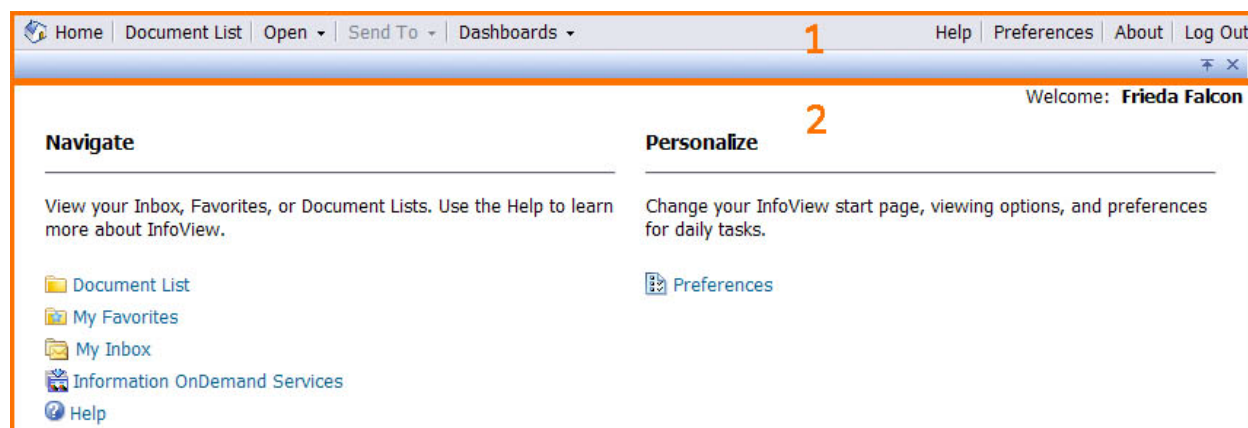 Home Document List Open Send To Dashboards 1 Help Preferences About Log Out
2 Welcome: Frieda Falcon
Navigate
View your Inbox, Favorites, or Document Lists. Use the Help to learn
more about InfoView.
Document List
My Favorites
My Inbox
Information OnDemand Services
Help
Personalize
Change your InfoView start page, viewing options, and preferences
for daily tasks.
Preferences